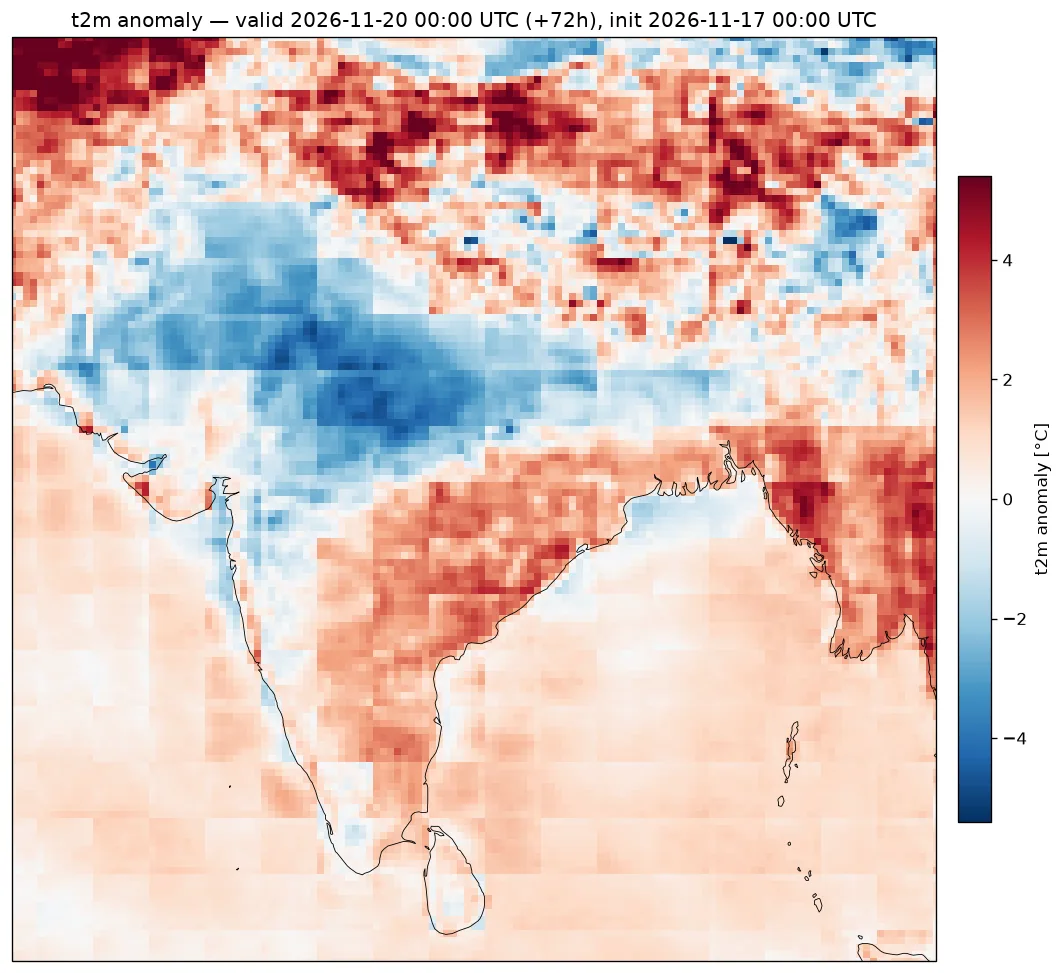 t2m anomaly — valid 2026-11-20 00:00 UTC (+72h), init 2026-11-17 00:00 UTC
4
2
0
−2
−4
t2m anomaly [°C]